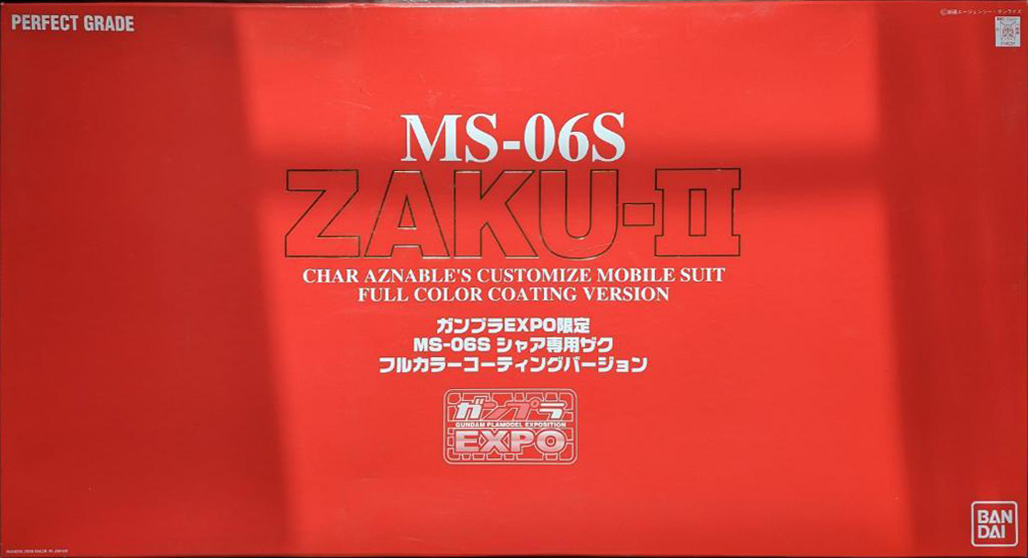 PERFECT GRADE
MS-06S
ZAKU-II
CHAR AZNABLE'S CUSTOMIZE MOBILE SUIT
FULL COLOR COATING VERSION
ガンプラEXPO限定
MS-06S シャア専用ザク
フルカラーコーティングバージョン
ガンプラ
GUNDAM PLAMODEL EXPOSITION
EXPO
BAN
DAI